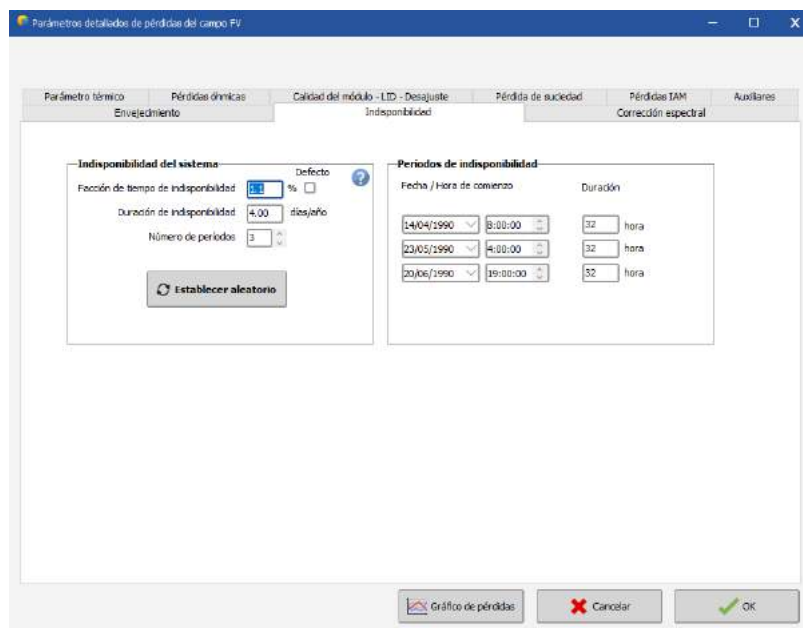 Parámetros detallados de pérdidas del campo FV
Parámetro térmico Pérdidas óhmicas Calidad del módulo - LID - Desajuste Pérdida de suciedad Pérdidas IAM Auxiliares
Envejecimiento Indisponibilidad Corrección espectral
Indisponibilidad del sistema
Defecto
Facción de tiempo de indisponibilidad 1.1 %
Duración de indisponibilidad 4.00 días/año
Número de períodos 3
Establecer aleatorio
Periodos de indisponibilidad
Fecha / Hora de comienzo Duración
14/04/1990 8:00:00 32 hora
23/05/1990 4:00:00 32 hora
20/06/1990 19:00:00 32 hora
Gráfico de pérdidas Cancelar OK